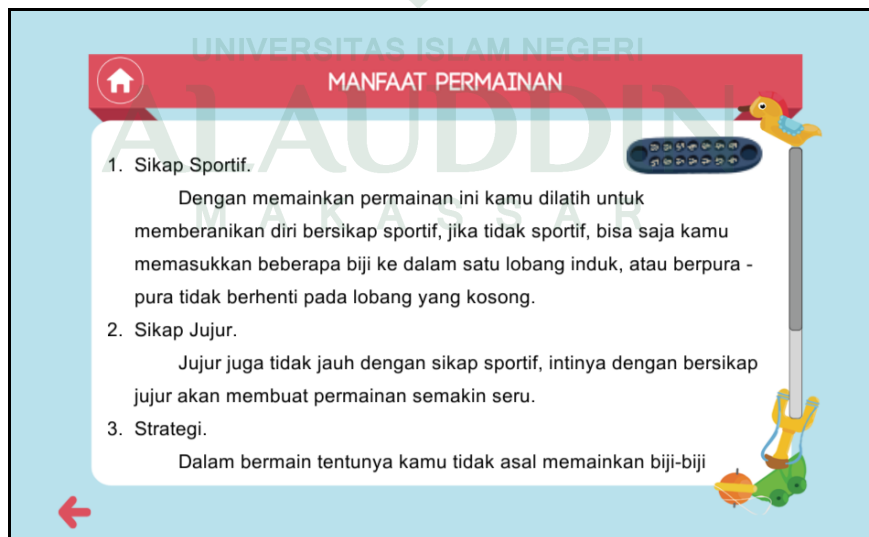 UNIVERSITAS ISLAM NEGERI
MANFAAT PERMAINAN
ALAUDDIN
1. Sikap Sportif.
Dengan memainkan permainan ini kamu dilatih untuk
MAKASSAR
memberanikan diri bersikap sportif, jika tidak sportif, bisa saja kamu
memasukkan beberapa biji ke dalam satu lobang induk, atau berpura -
pura tidak berhenti pada lobang yang kosong.
2. Sikap Jujur.
Jujur juga tidak jauh dengan sikap sportif, intinya dengan bersikap
jujur akan membuat permainan semakin seru.
3. Strategi.
Dalam bermain tentunya kamu tidak asal memainkan biji-biji